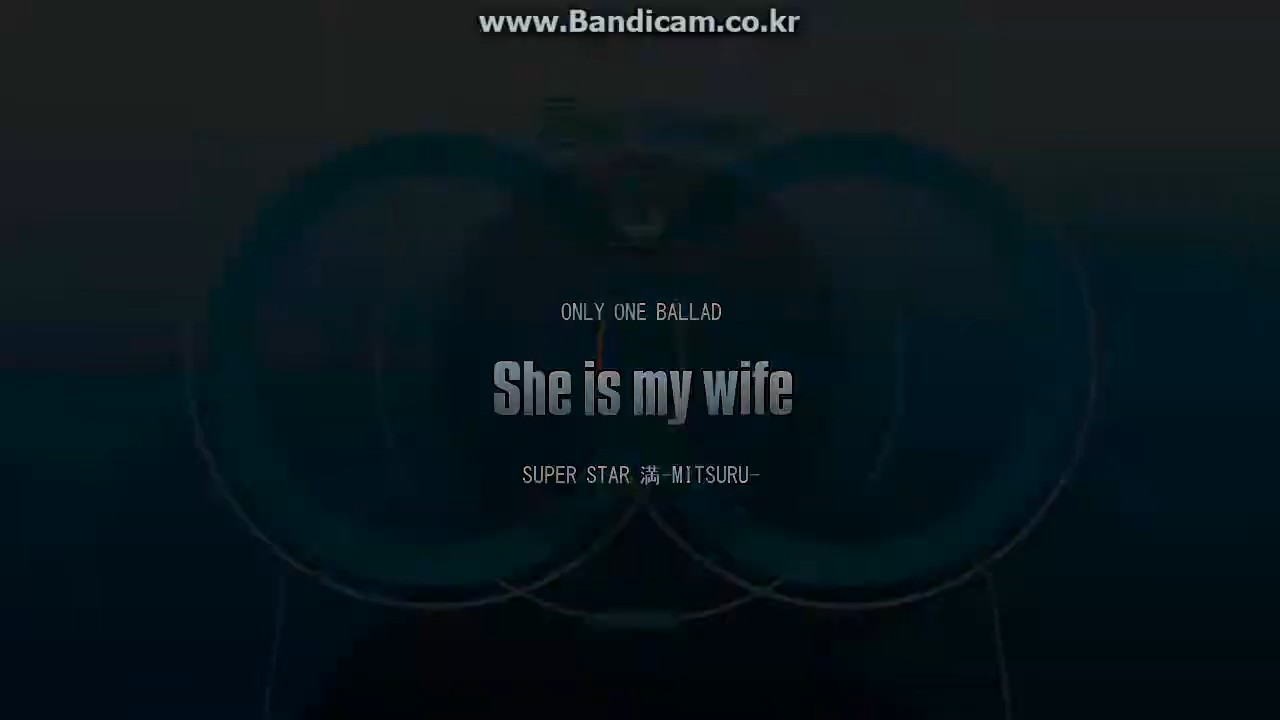 www.Bandicam.co.kr
ONLY ONE BALLAD
She is my wife
SUPER STAR 満-MITSURU-